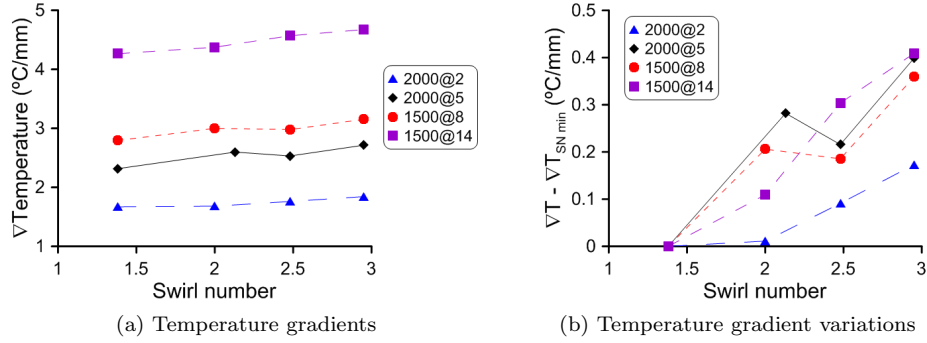 5
4
3
2
1
∇Temperature (ºC/mm)
1 1.5 2 2.5 3
Swirl number
2000@2
2000@5
1500@8
1500@14
(a) Temperature gradients
0.5
0.4
0.3
0.2
0.1
0
∇T - ∇T_SN min (ºC/mm)
1 1.5 2 2.5 3
Swirl number
2000@2
2000@5
1500@8
1500@14
(b) Temperature gradient variations